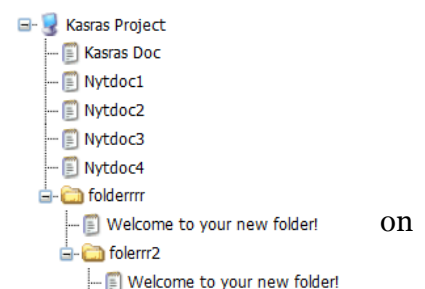 Kasras Project
Kasras Doc
Nytdoc1
Nytdoc2
Nytdoc3
Nytdoc4
folderrrr
Welcome to your new folder! on
folerrr2
Welcome to your new folder!